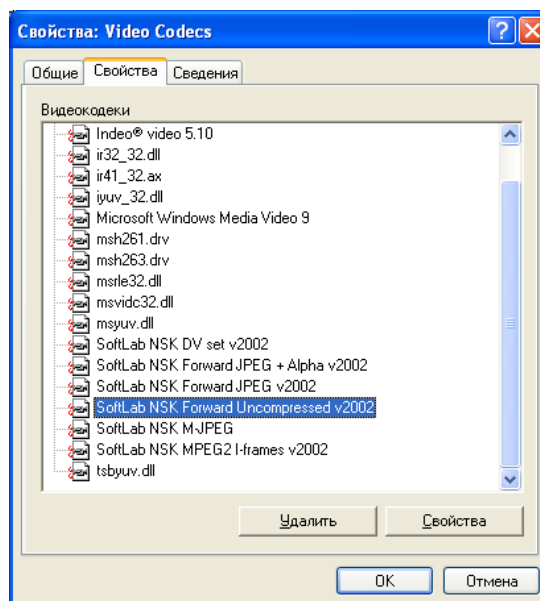 Свойства: Video Codecs
Общие Свойства Сведения
Видеокодеки
Indeo® video 5.10
ir32_32.dll
ir41_32.ax
iyuv_32.dll
Microsoft Windows Media Video 9
msh261.drv
msh263.drv
msrle32.dll
msvidc32.dll
msyuv.dll
SoftLab NSK DV set v2002
SoftLab NSK Forward JPEG + Alpha v2002
SoftLab NSK Forward JPEG v2002
SoftLab NSK Forward Uncompressed v2002
SoftLab NSK M-JPEG
SoftLab NSK MPEG2 I-frames v2002
tsbyuv.dll
Удалить Свойства
OK Отмена